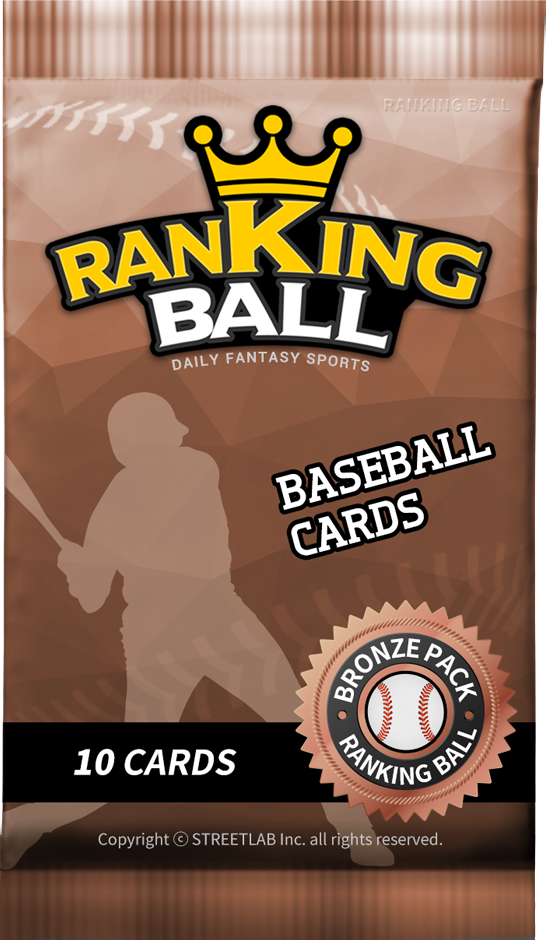 RANKING BALL
RANKING
BALL
DAILY FANTASY SPORTS
BASEBALL
CARDS
BRONZE PACK
RANKING BALL
10 CARDS
Copyright ⓒ STREETLAB Inc. all rights reserved.